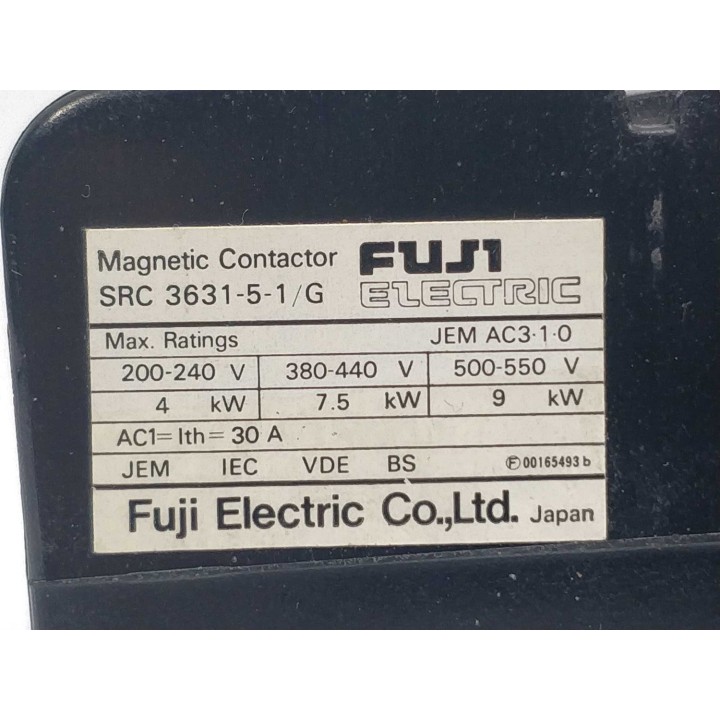 Magnetic Contactor FUJI
SRC 3631-5-1/G ELECTRIC
Max. Ratings JEM AC3·1·0
200-240 V 380-440 V 500-550 V
4 kW 7.5 kW 9 kW
AC1=Ith=30 A
JEM IEC VDE BS Ⓕ00165493b
Fuji Electric Co.,Ltd. Japan